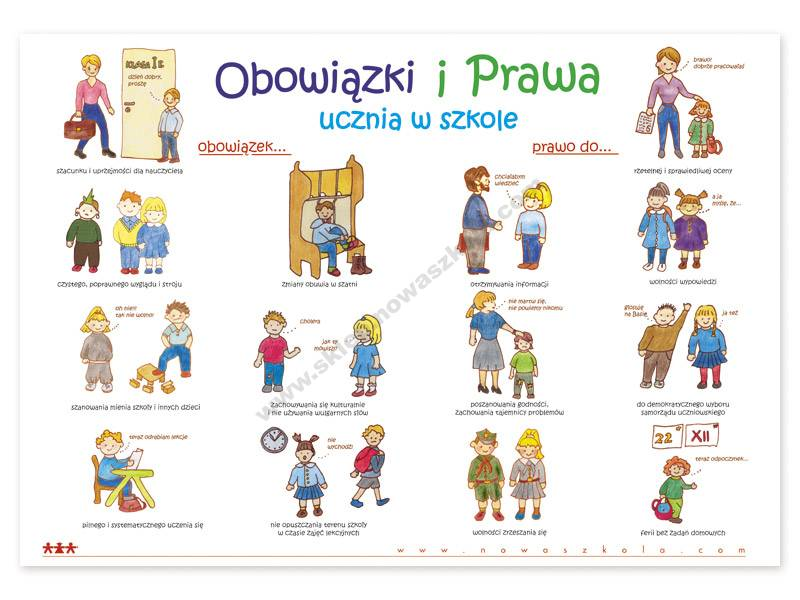 Obowiązki i Prawa
ucznia w szkole
obowiązek...
prawo do...
KLASA I E
dzień dobry,
proszę
szacunku i uprzejmości dla nauczyciela
brawo!
dobrze pracowałaś
rzetelnej i sprawiedliwej oceny
czystego, poprawnego wyglądu i stroju
zmiany obuwia w szatni
chciałabym
wiedzieć
otrzymywania informacji
a ja
myślę, że...
wolności wypowiedzi
oh nie!!
tak nie wolno!
szanowania mienia szkoły i innych dzieci
cholera
jak ty
mówisz?
zachowywania się kulturalnie
i nie używania wulgarnych słów
nie martw się,
nie powiem nikomu
poszanowania godności,
zachowania tajemnicy problemów
głosuję
na Basię
ja też
do demokratycznego wyboru
samorządu uczniowskiego
teraz odrabiam lekcje
pilnego i systematycznego uczenia się
nie
wychodzi
nie opuszczania terenu szkoły
w czasie zajęć lekcyjnych
wolności zrzeszania się
22 XII
teraz odpocznek...
ferii bez zadań domowych
www.nowaszkola.com